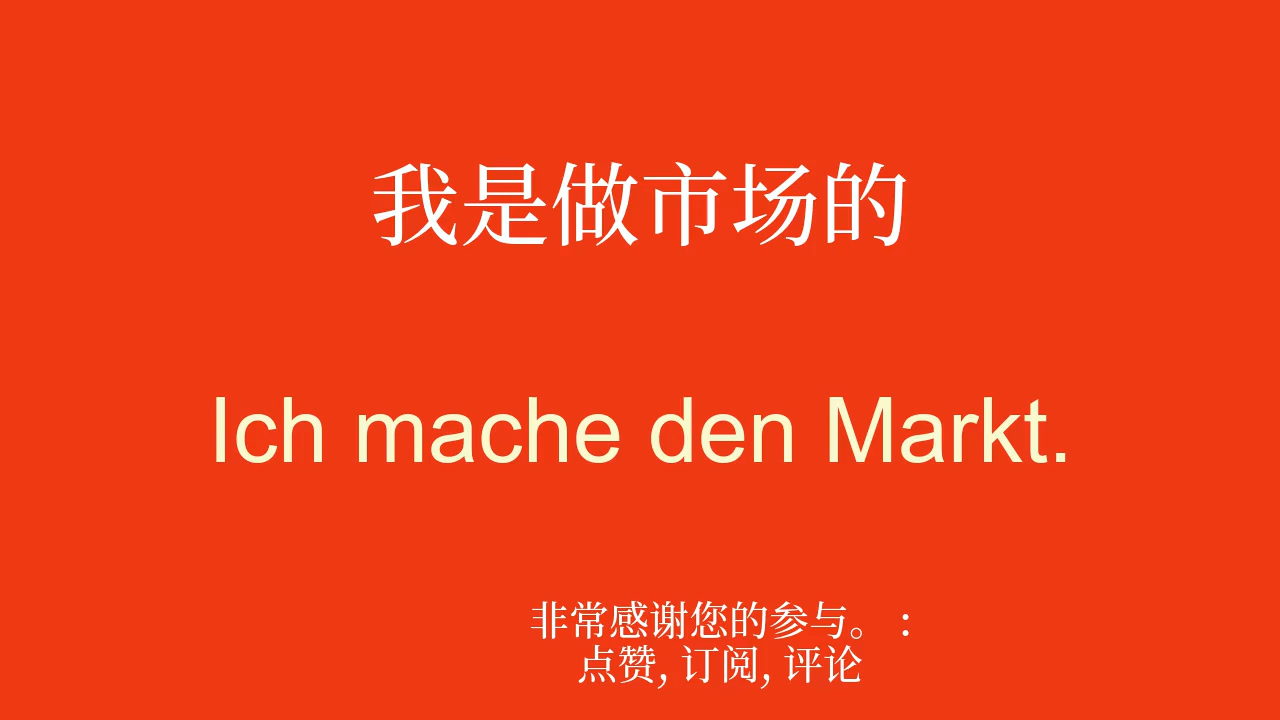 我是做市场的
Ich mache den Markt.
非常感谢您的参与。 :
点赞, 订阅, 评论